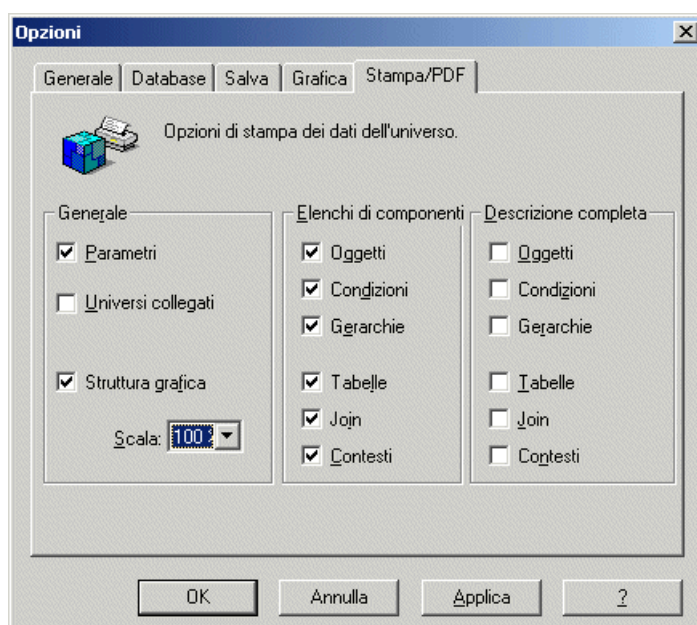 Opzioni
Generale Database Salva Grafica Stampa/PDF
Opzioni di stampa dei dati dell'universo.
Generale
Parametri
Universi collegati
Struttura grafica
Scala: 100
Elenchi di componenti
Oggetti
Condizioni
Gerarchie
Tabelle
Join
Contesti
Descrizione completa
Oggetti
Condizioni
Gerarchie
Tabelle
Join
Contesti
OK Annulla Applica ?